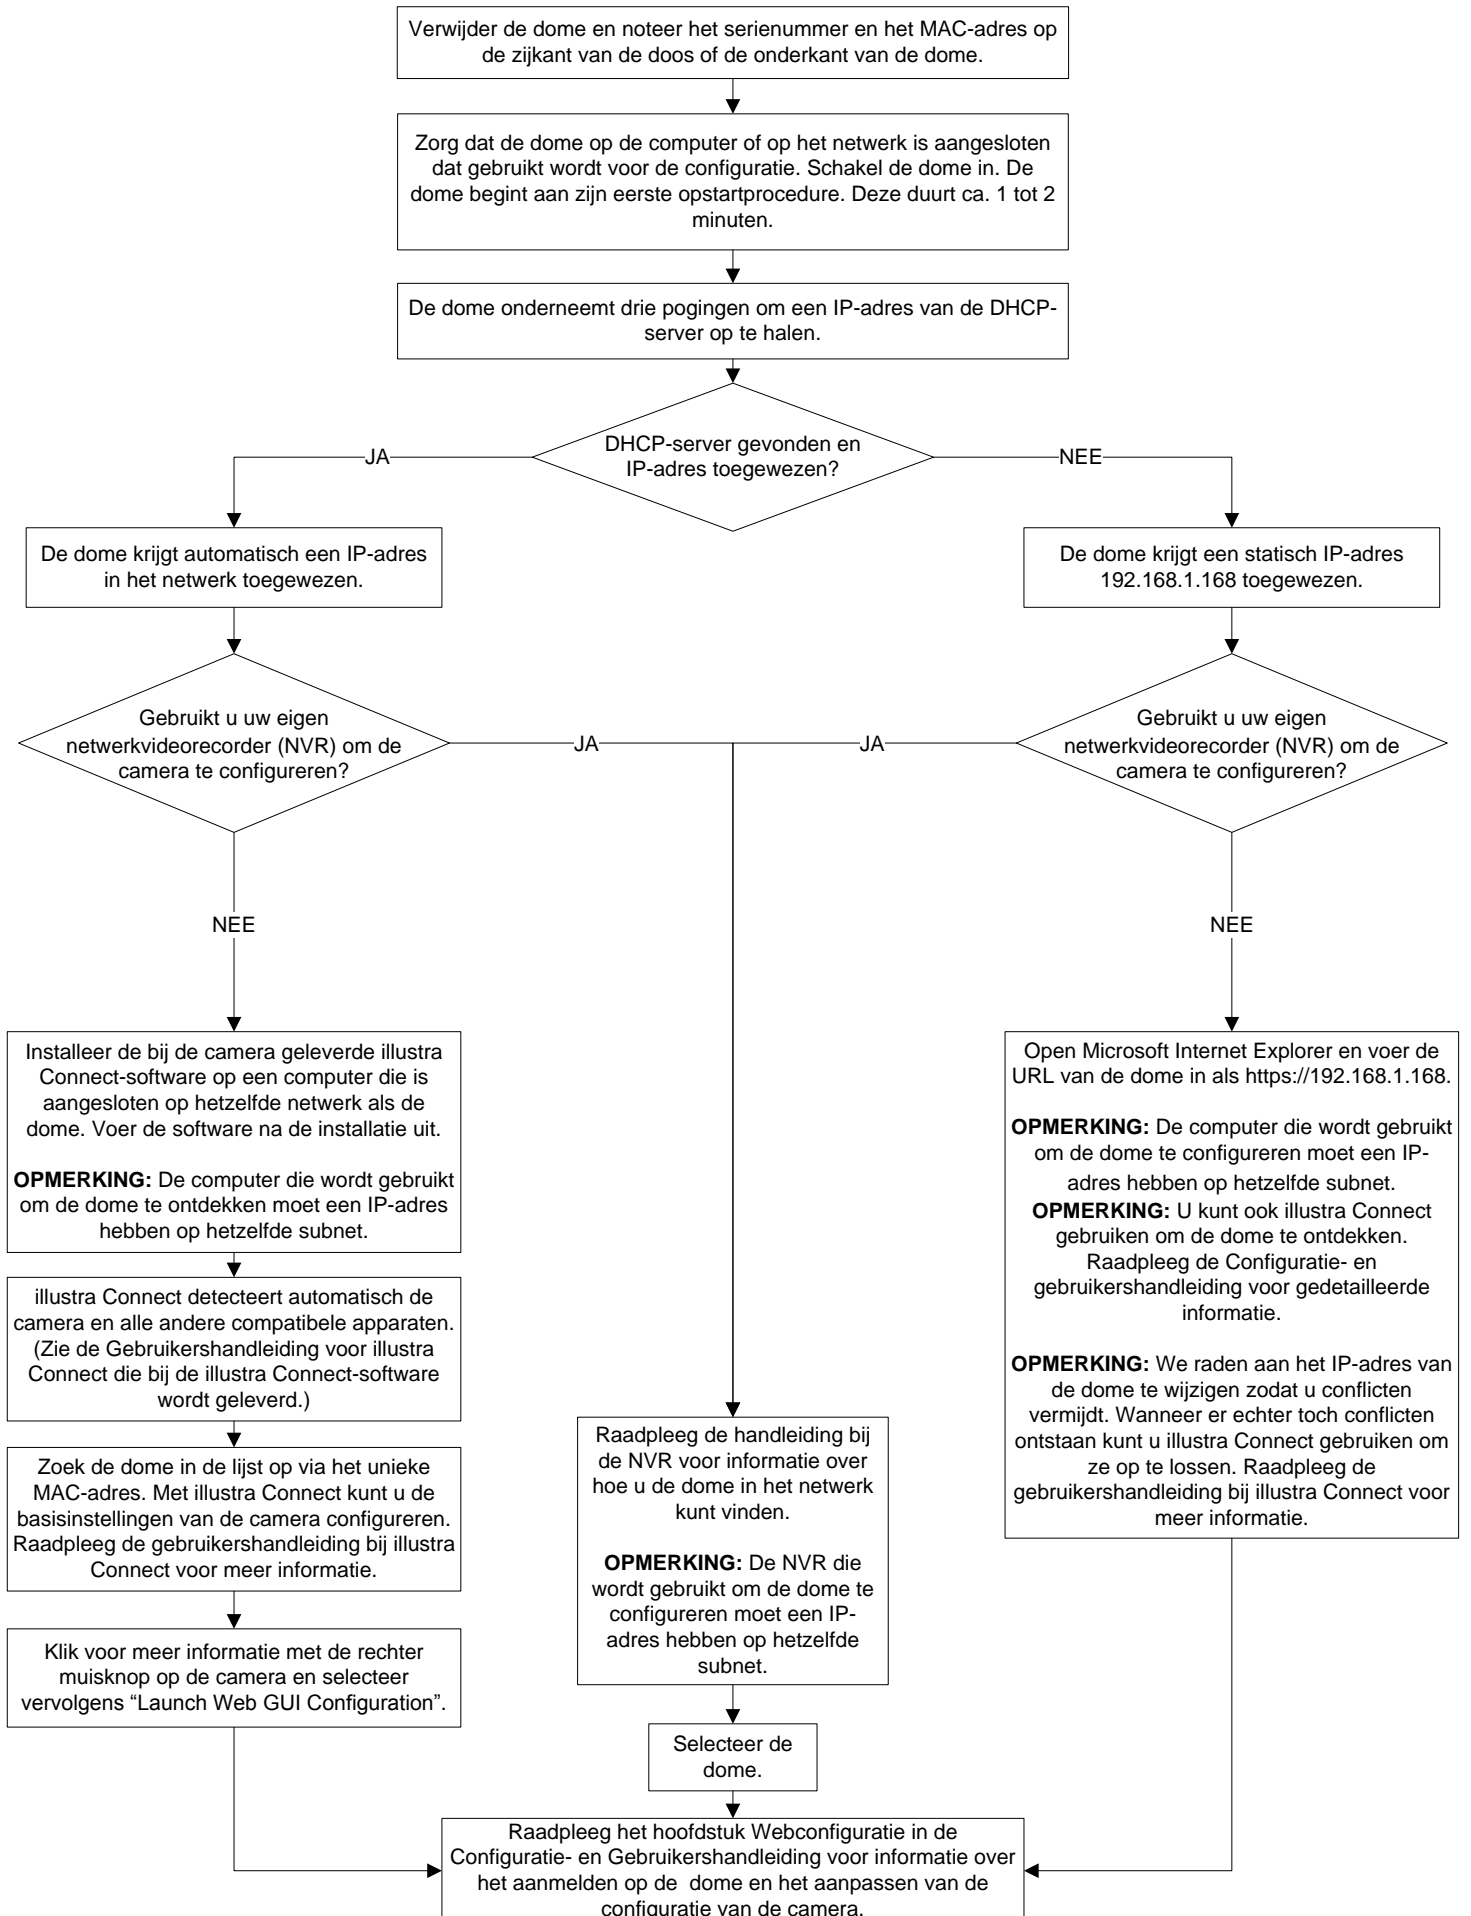 Verwijder de dome en noteer het serienummer en het MAC-adres op
de zijkant van de doos of de onderkant van de dome.
Zorg dat de dome op de computer of op het netwerk is aangesloten
dat gebruikt wordt voor de configuratie. Schakel de dome in. De
dome begint aan zijn eerste opstartprocedure. Deze duurt ca. 1 tot 2
minuten.
De dome onderneemt drie pogingen om een IP-adres van de DHCP-
server op te halen.
DHCP-server gevonden en
IP-adres toegewezen?
JA
NEE
De dome krijgt automatisch een IP-adres
in het netwerk toegewezen.
De dome krijgt een statisch IP-adres
192.168.1.168 toegewezen.
Gebruikt u uw eigen
netwerkvideorecorder (NVR) om de
camera te configureren?
JA
JA
Gebruikt u uw eigen
netwerkvideorecorder (NVR) om de
camera te configureren?
NEE
NEE
Installeer de bij de camera geleverde illustra
Connect-software op een computer die is
aangesloten op hetzelfde netwerk als de
dome. Voer de software na de installatie uit.
OPMERKING: De computer die wordt gebruikt
om de dome te ontdekken moet een IP-adres
hebben op hetzelfde subnet.
illustra Connect detecteert automatisch de
camera en alle andere compatibele apparaten.
(Zie de Gebruikershandleiding voor illustra
Connect die bij de illustra Connect-software
wordt geleverd.)
Zoek de dome in de lijst op via het unieke
MAC-adres. Met illustra Connect kunt u de
basisinstellingen van de camera configureren.
Raadpleeg de gebruikershandleiding bij illustra
Connect voor meer informatie.
Klik voor meer informatie met de rechter
muisknop op de camera en selecteer
vervolgens “Launch Web GUI Configuration”.
Raadpleeg de handleiding bij
de NVR voor informatie over
hoe u de dome in het netwerk
kunt vinden.
OPMERKING: De NVR die
wordt gebruikt om de dome te
configureren moet een IP-
adres hebben op hetzelfde
subnet.
Selecteer de
dome.
Open Microsoft Internet Explorer en voer de
URL van de dome in als https://192.168.1.168.
OPMERKING: De computer die wordt gebruikt
om de dome te configureren moet een IP-
adres hebben op hetzelfde subnet.
OPMERKING: U kunt ook illustra Connect
gebruiken om de dome te ontdekken.
Raadpleeg de Configuratie- en
gebruikershandleiding voor gedetailleerde
informatie.
OPMERKING: We raden aan het IP-adres van
de dome te wijzigen zodat u conflicten
vermijdt. Wanneer er echter toch conflicten
ontstaan kunt u illustra Connect gebruiken om
ze op te lossen. Raadpleeg de
gebruikershandleiding bij illustra Connect voor
meer informatie.
Raadpleeg het hoofdstuk Webconfiguratie in de
Configuratie- en Gebruikershandleiding voor informatie over
het aanmelden op de dome en het aanpassen van de
configuratie van de camera.